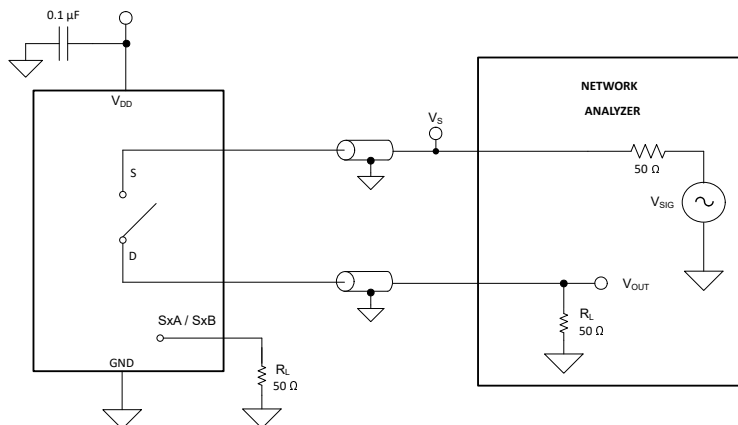 0.1 µF
VDD
S
D
SxA / SxB
GND
RL
50 Ω
VS
NETWORK
ANALYZER
50 Ω
VSIG
VOUT
RL
50 Ω